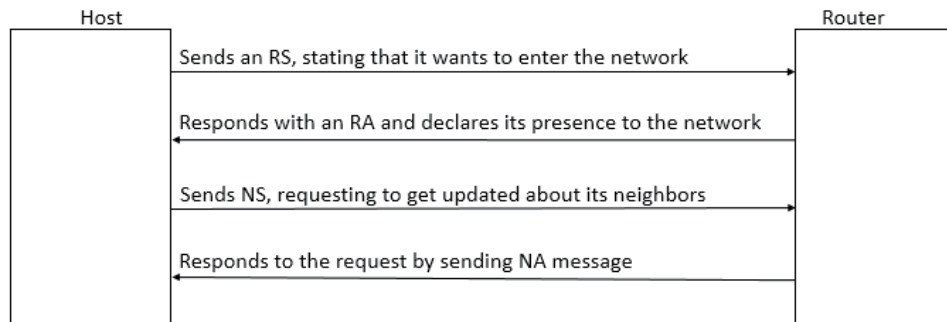 Host
Router
Sends an RS, stating that it wants to enter the network
Responds with an RA and declares its presence to the network
Sends NS, requesting to get updated about its neighbors
Responds to the request by sending NA message